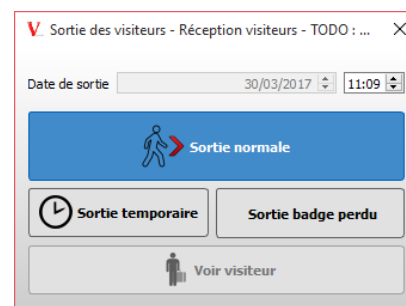 Sortie des visiteurs - Réception visiteurs - TODO : ...
Date de sortie 30/03/2017 11:09
Sortie normale
Sortie temporaire Sortie badge perdu
Voir visiteur